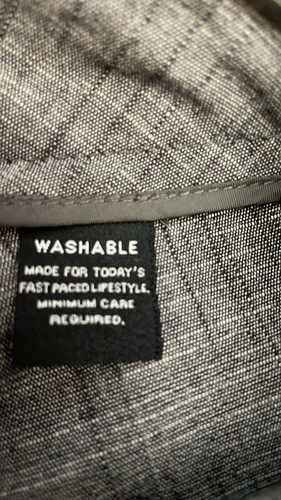 WASHABLE
MADE FOR TODAY'S
FAST PACED LIFESTYLE.
MINIMUM CARE
REQUIRED.